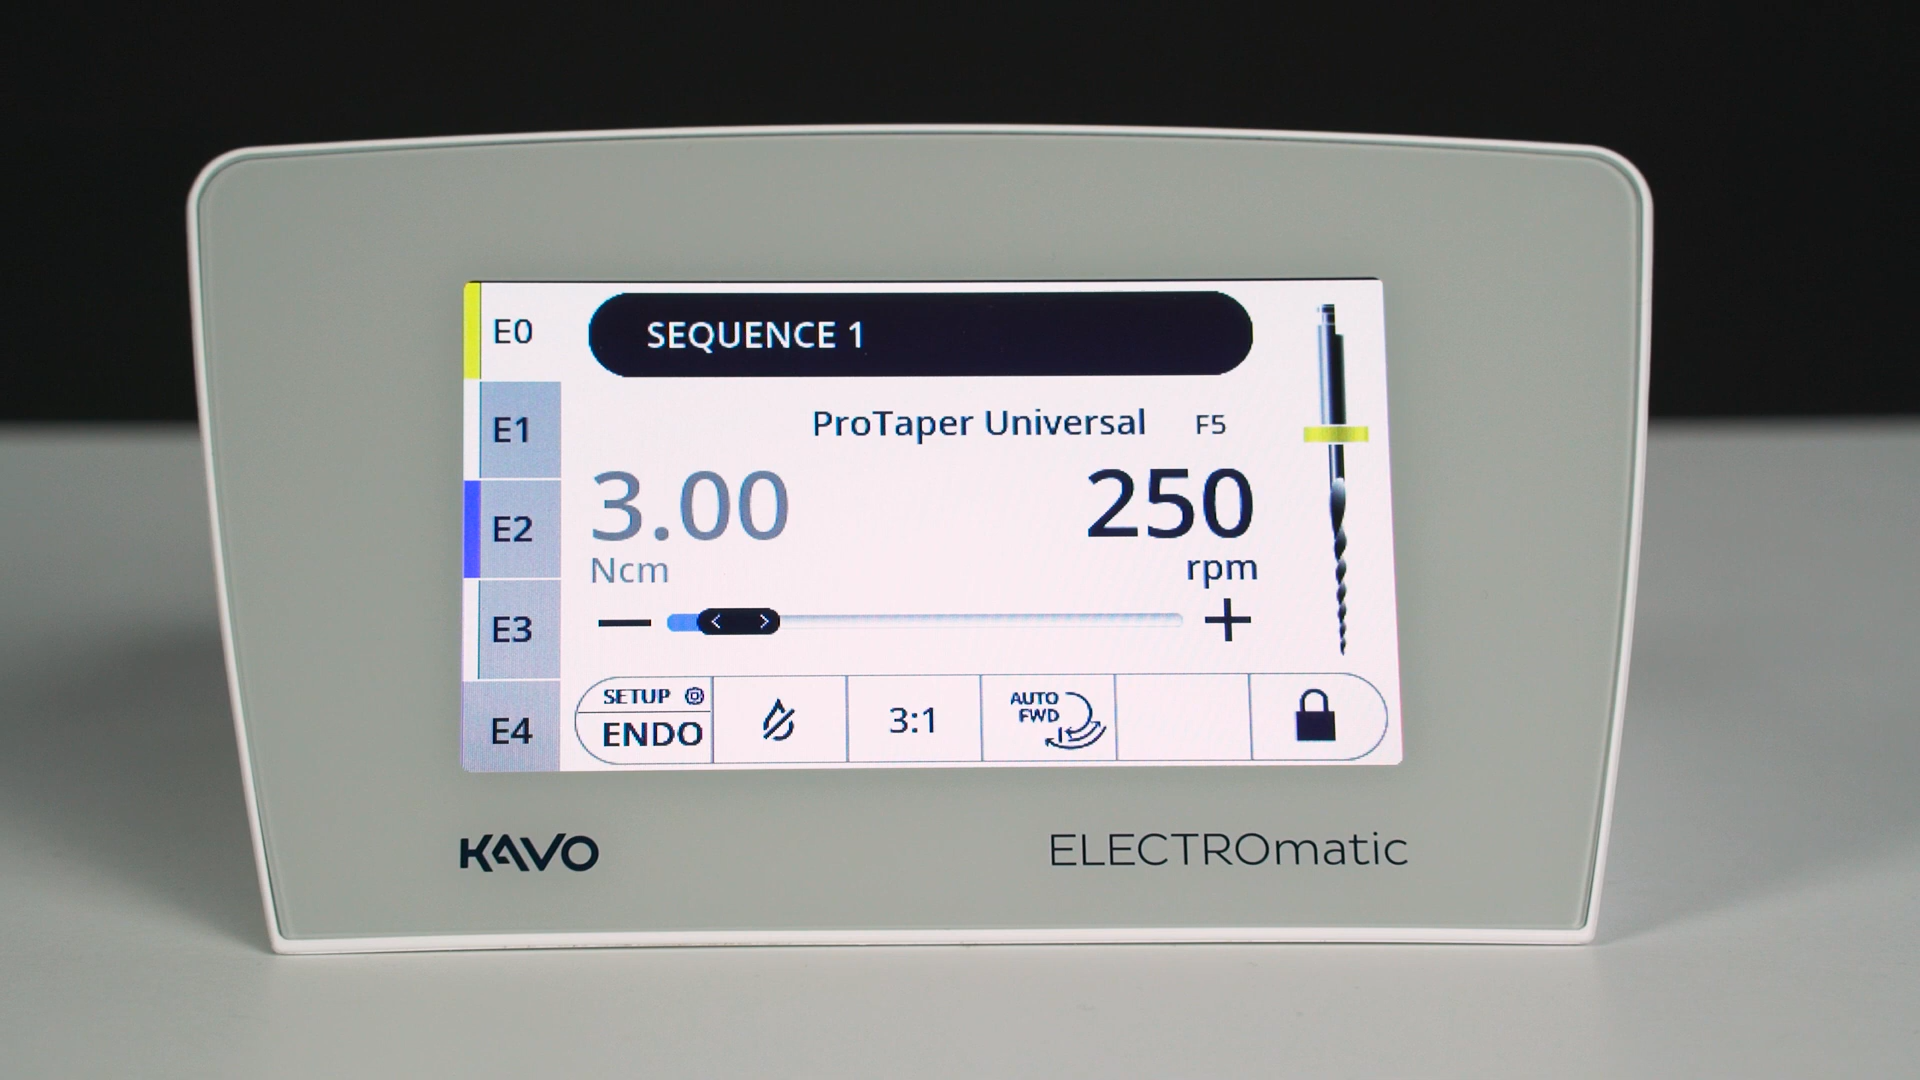 E0
SEQUENCE 1
E1
ProTaper Universal F5
3.00 250
E2
Ncm rpm
E3
SETUP
ENDO
3:1
AUTO
FWD
E4
KAVO
ELECTROmatic